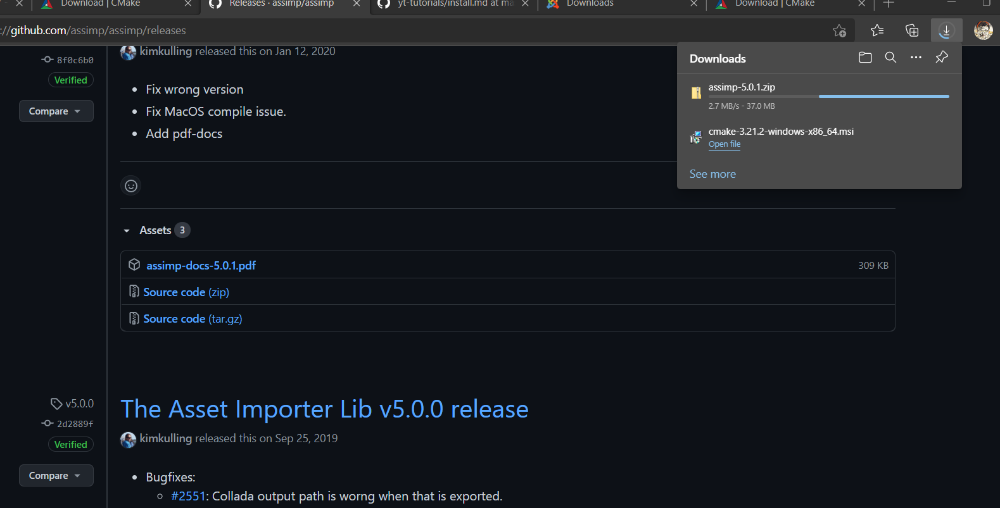 Download | CMake
Releases · assimp/assimp
yt-tutorials/install.md at ma
Downloads
Download | CMake
://github.com/assimp/assimp/releases
kimkulling released this on Jan 12, 2020
8f0c6b0
Verified
Compare
Fix wrong version
Fix MacOS compile issue.
Add pdf-docs
Downloads
assimp-5.0.1.zip
2.7 MB/s - 37.0 MB
cmake-3.21.2-windows-x86_64.msi
Open file
See more
Assets 3
assimp-docs-5.0.1.pdf 309 KB
Source code (zip)
Source code (tar.gz)
v5.0.0
2d2889f
Verified
Compare
The Asset Importer Lib v5.0.0 release
kimkulling released this on Sep 25, 2019
Bugfixes:
#2551: Collada output path is worng when that is exported.